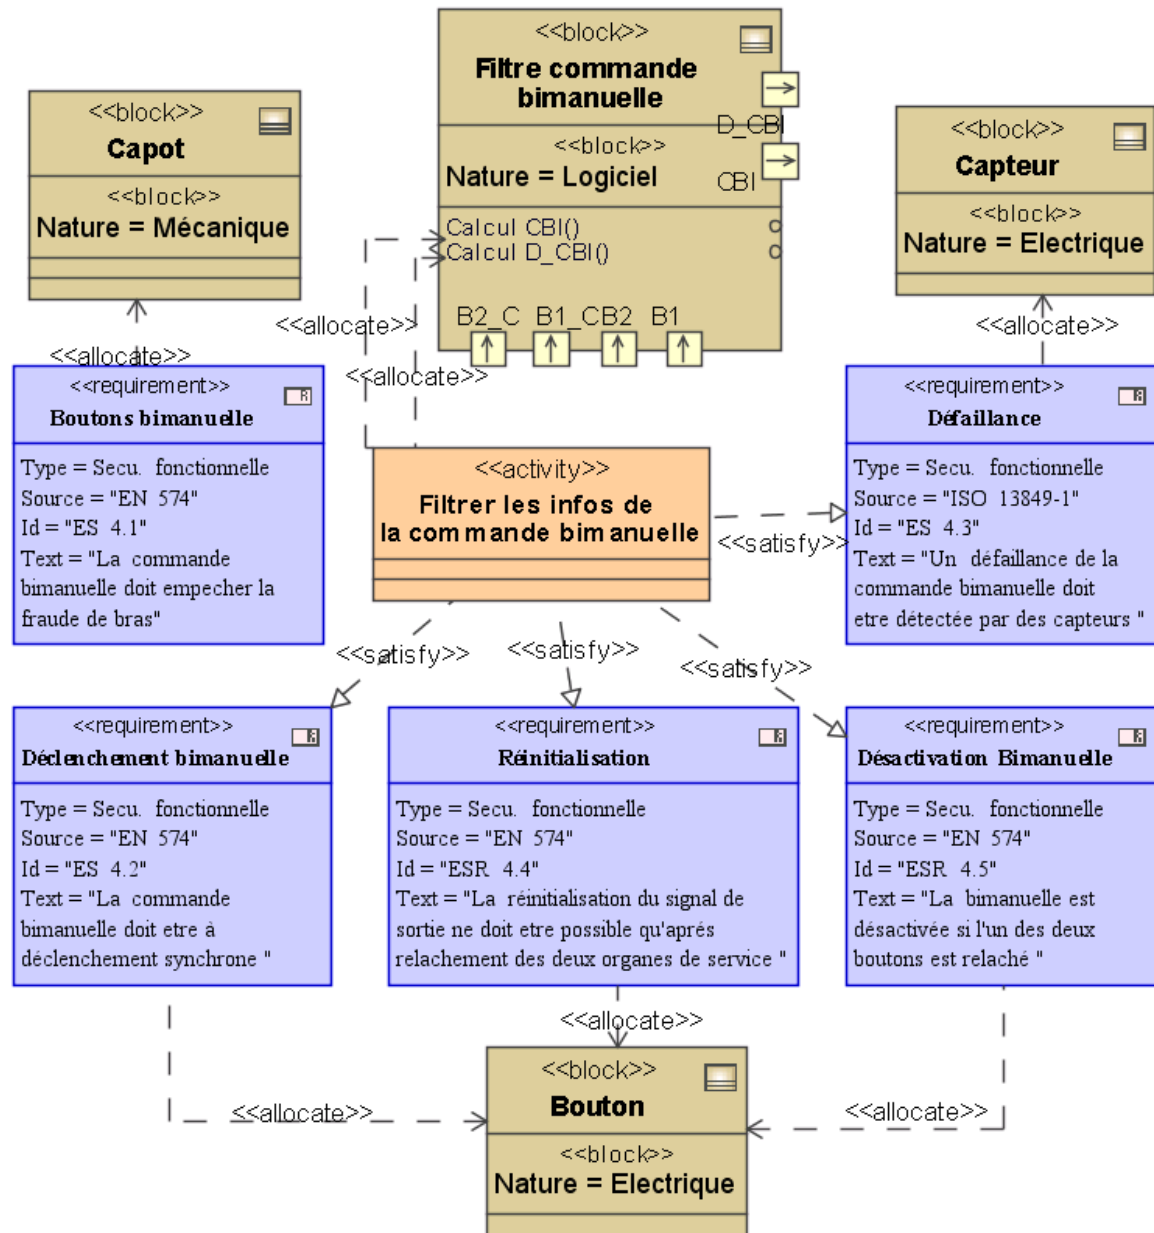 <<block>>
Filtre commande
bimanuelle
D_CBI
<<block>>
Nature = Logiciel
CBI
Calcul CBI()
c
Calcul D_CBI()
c
B2_C B1_CB2 B1
<<block>>
Capot
<<block>>
Nature = Mécanique
<<block>>
Capteur
<<block>>
Nature = Electrique
<<allocate>>
<<allocate>>
<<allocate>>
<<allocate>>
<<requirement>>
R
Boutons bimanuelle
Type = Secu. fonctionnelle
Source = "EN 574"
Id = "ES 4.1"
Text = "La commande
bimanuelle doit empecher la
fraude de bras"
<<activity>>
Filtrer les infos de
la commande bimanuelle
<<requirement>>
R
Défaillance
Type = Secu. fonctionnelle
Source = "ISO 13849-1"
Id = "ES 4.3"
Text = "Un défaillance de la
commande bimanuelle doit
etre détectée par des capteurs "
<<satisfy>>
<<satisfy>>
<<satisfy>>
<<satisfy>>
<<requirement>>
R
Déclenchement bimanuelle
Type = Secu. fonctionnelle
Source = "EN 574"
Id = "ES 4.2"
Text = "La commande
bimanuelle doit etre à
déclenchement synchrone "
<<requirement>>
R
Réinitialisation
Type = Secu. fonctionnelle
Source = "EN 574"
Id = "ESR 4.4"
Text = "La réinitialisation du signal de
sortie ne doit etre possible qu'aprés
relachement des deux organes de service "
<<requirement>>
R
Désactivation Bimanuelle
Type = Secu. fonctionnelle
Source = "EN 574"
Id = "ESR 4.5"
Text = "La bimanuelle est
désactivée si l'un des deux
boutons est relaché "
<<allocate>>
<<allocate>>
<<allocate>>
<<block>>
Bouton
<<block>>
Nature = Electrique